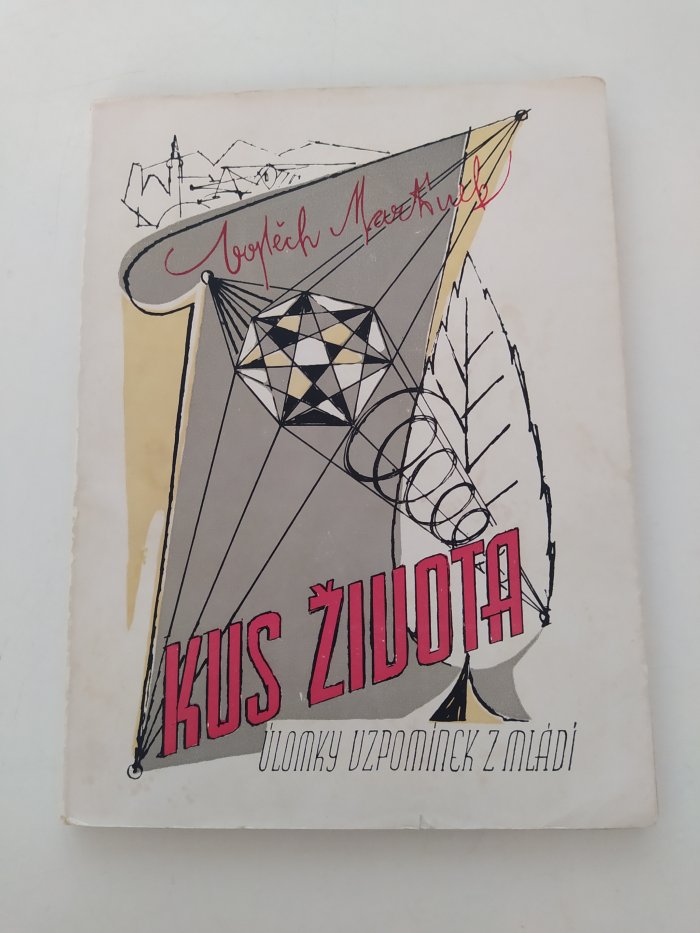 Vojtěch Martínek
KUS ŽIVOTA
ÚLOMKY VZPOMÍNEK Z MLÁDÍ